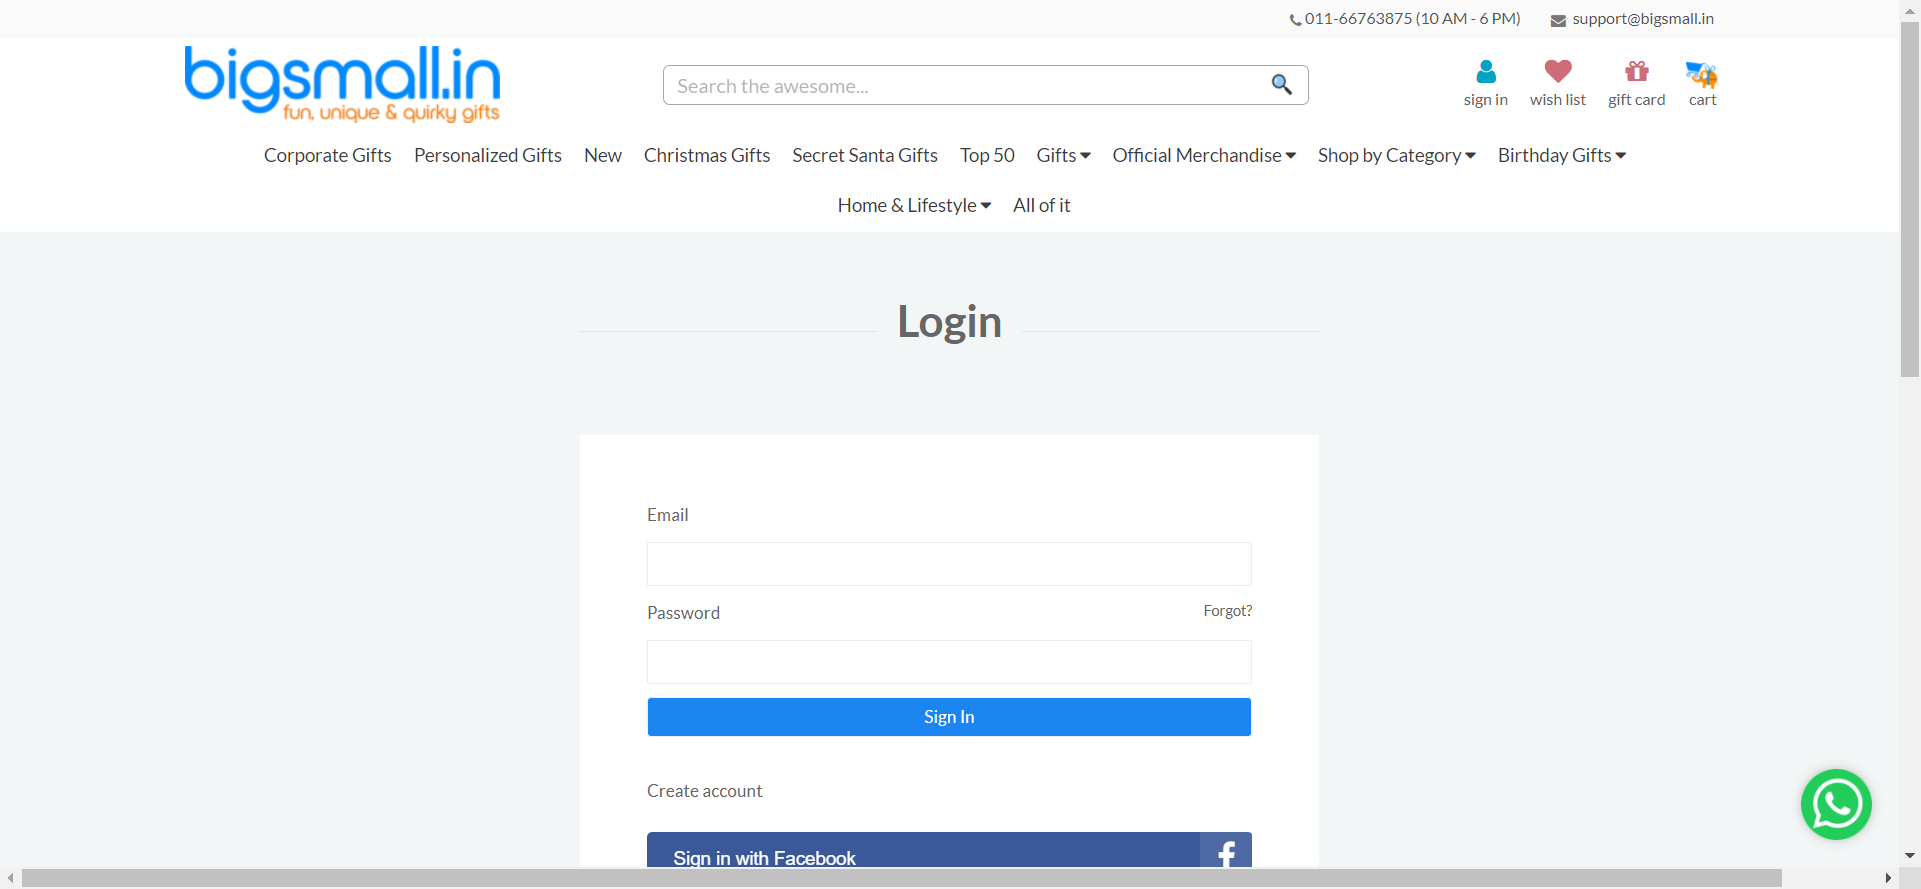 011-66763875 (10 AM - 6 PM) support@bigsmall.in
bigsmall.in
fun, unique & quirky gifts
Search the awesome...
sign in wish list gift card cart
Corporate Gifts Personalized Gifts New Christmas Gifts Secret Santa Gifts Top 50 Gifts Official Merchandise Shop by Category Birthday Gifts
Home & Lifestyle All of it
Login
Email
Password Forgot?
Sign In
Create account
Sign in with Facebook